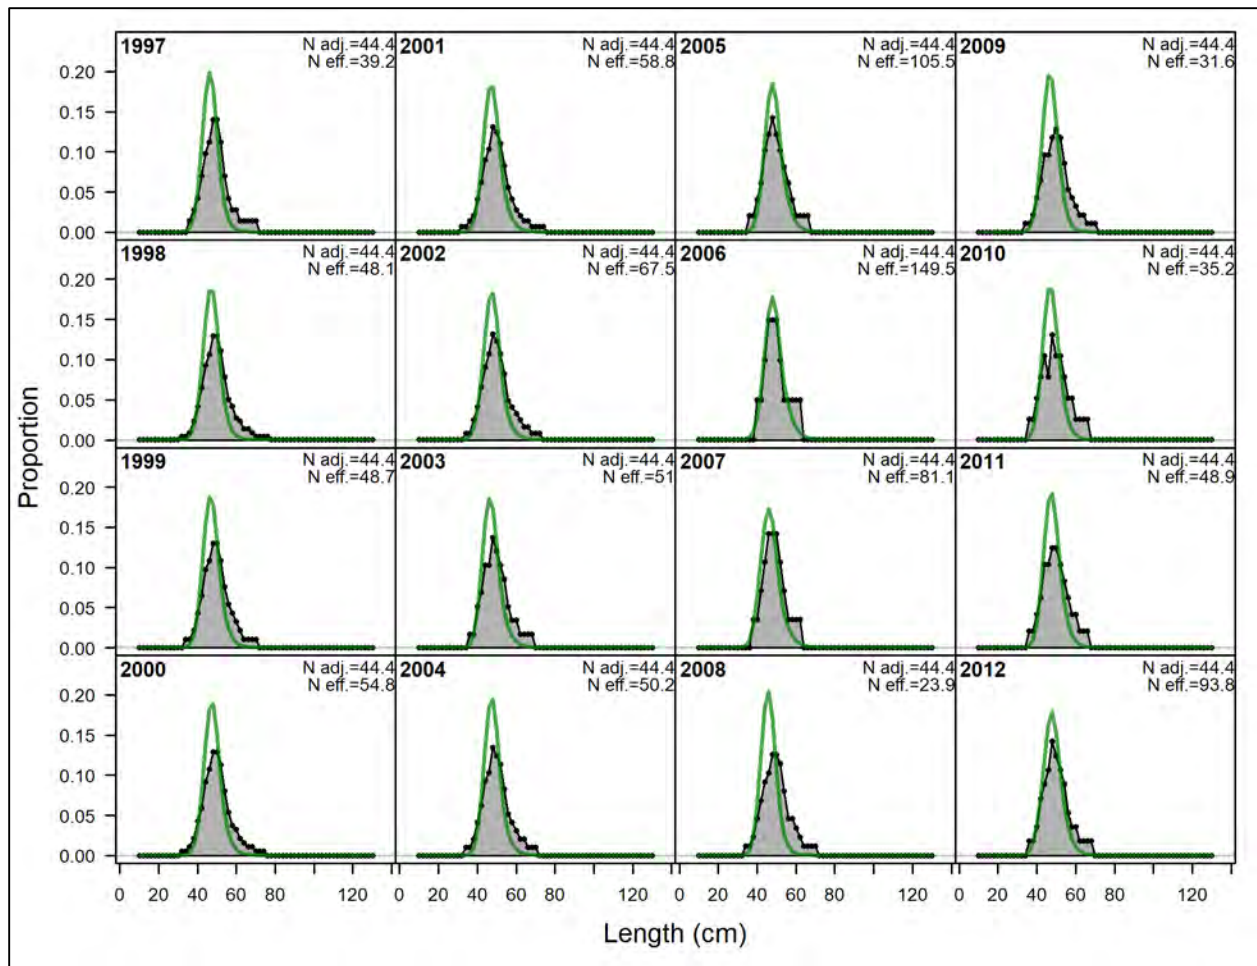 1997 N adj.=44.4 2001 N adj.=44.4 2005 N adj.=44.4 2009 N adj.=44.4
N eff.=39.2 N eff.=58.8 N eff.=105.5 N eff.=31.6
0.20
0.15
0.10
0.05
0.00
1998 N adj.=44.4 2002 N adj.=44.4 2006 N adj.=44.4 2010 N adj.=44.4
N eff.=48.1 N eff.=67.5 N eff.=149.5 N eff.=35.2
0.20
0.15
0.10
0.05
0.00
Proportion
1999 N adj.=44.4 2003 N adj.=44.4 2007 N adj.=44.4 2011 N adj.=44.4
N eff.=48.7 N eff.=51 N eff.=81.1 N eff.=48.9
0.20
0.15
0.10
0.05
0.00
2000 N adj.=44.4 2004 N adj.=44.4 2008 N adj.=44.4 2012 N adj.=44.4
N eff.=54.8 N eff.=50.2 N eff.=23.9 N eff.=93.8
0.20
0.15
0.10
0.05
0.00
0 20 40 60 80 120 0 20 40 60 80 120 0 20 40 60 80 120 0 20 40 60 80 120
Length (cm)